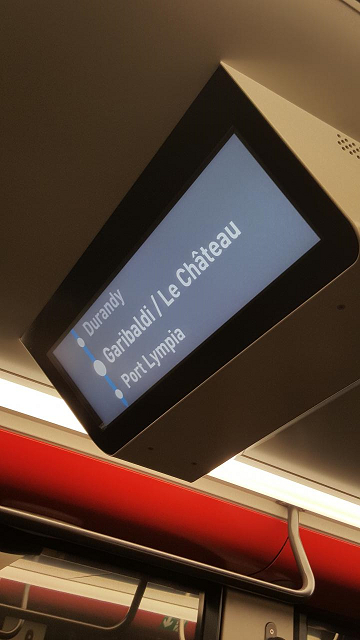 Durandy
Garibaldi / Le Château
Port Lympia